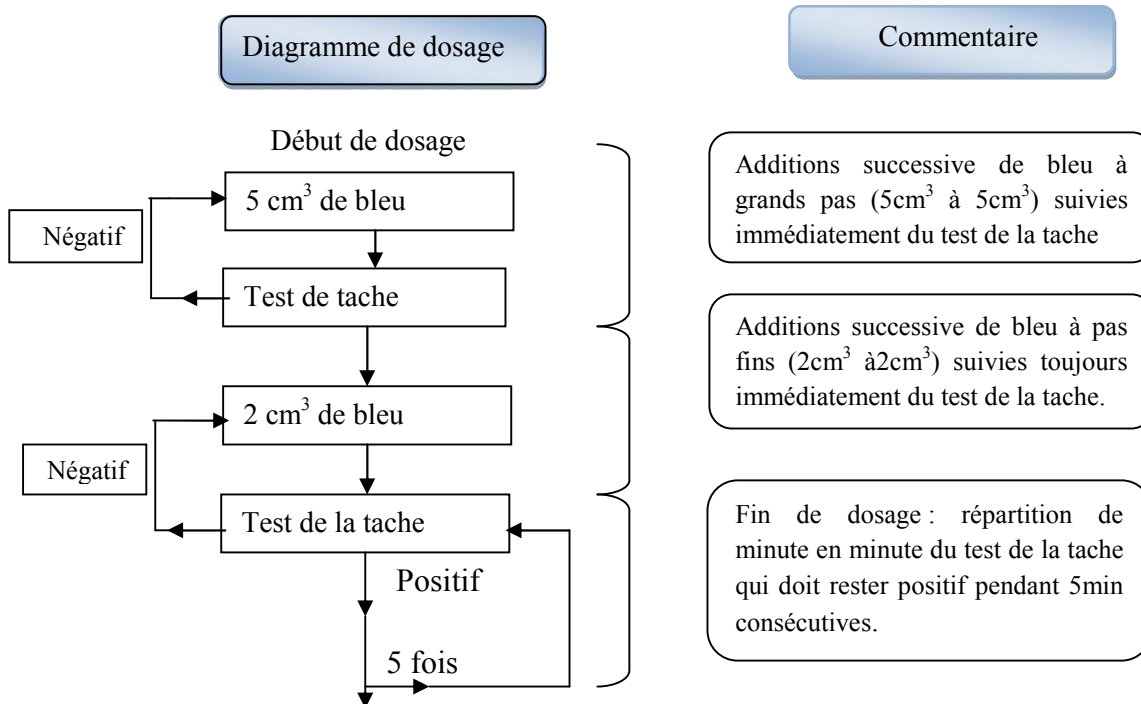 Diagramme de dosage
Commentaire
Début de dosage
5 cm³ de bleu
Négatif
Test de tache
Additions successive de bleu à
grands pas (5cm³ à 5cm³) suivies
immédiatement du test de la tache
2 cm³ de bleu
Négatif
Test de la tache
Additions successive de bleu à pas
fins (2cm³ à2cm³) suivies toujours
immédiatement du test de la tache.
Positif
5 fois
Fin de dosage : répartition de
minute en minute du test de la tache
qui doit rester positif pendant 5min
consécutives.